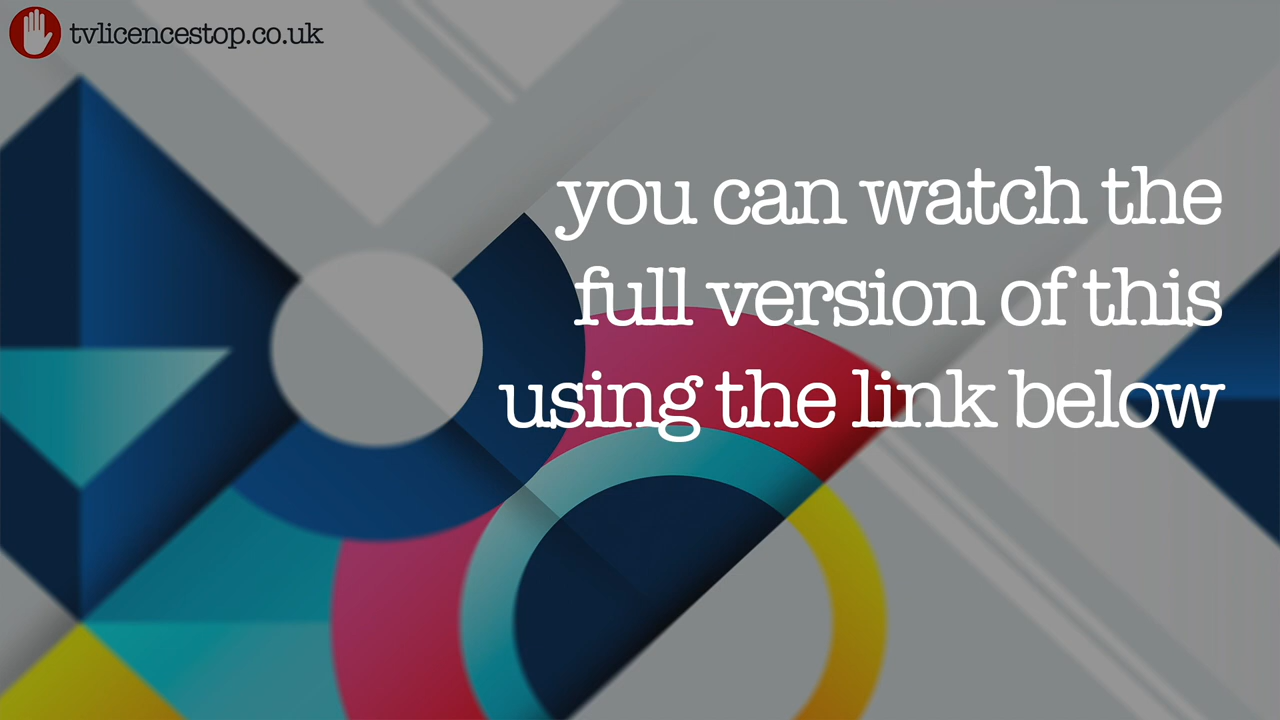 tvlicencestop.co.uk
you can watch the
full version of this
using the link below